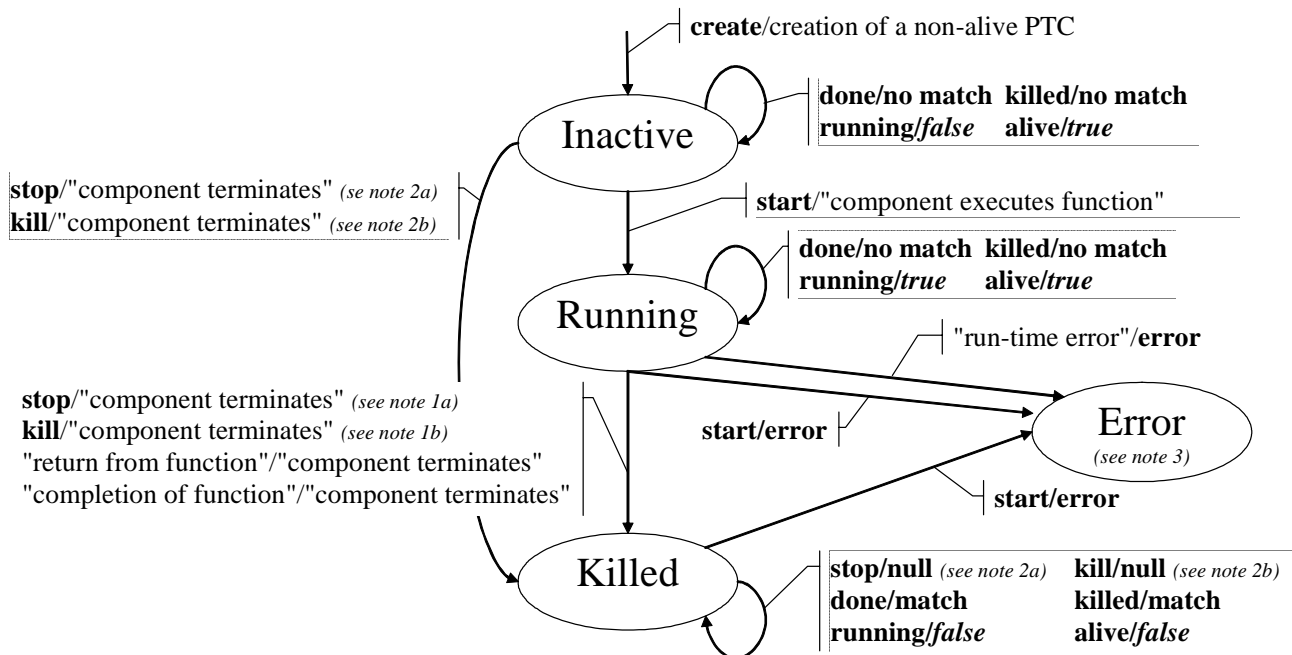 create/creation of a non-alive PTC
done/no match killed/no match
running/false alive/true
Inactive
stop/"component terminates" (se note 2a)
kill/"component terminates" (see note 2b)
start/"component executes function"
done/no match killed/no match
running/true alive/true
Running
"run-time error"/error
stop/"component terminates" (see note 1a)
kill/"component terminates" (see note 1b)
"return from function"/"component terminates"
"completion of function"/"component terminates"
start/error
Error
(see note 3)
start/error
Killed
stop/null (see note 2a) kill/null (see note 2b)
done/match killed/match
running/false alive/false